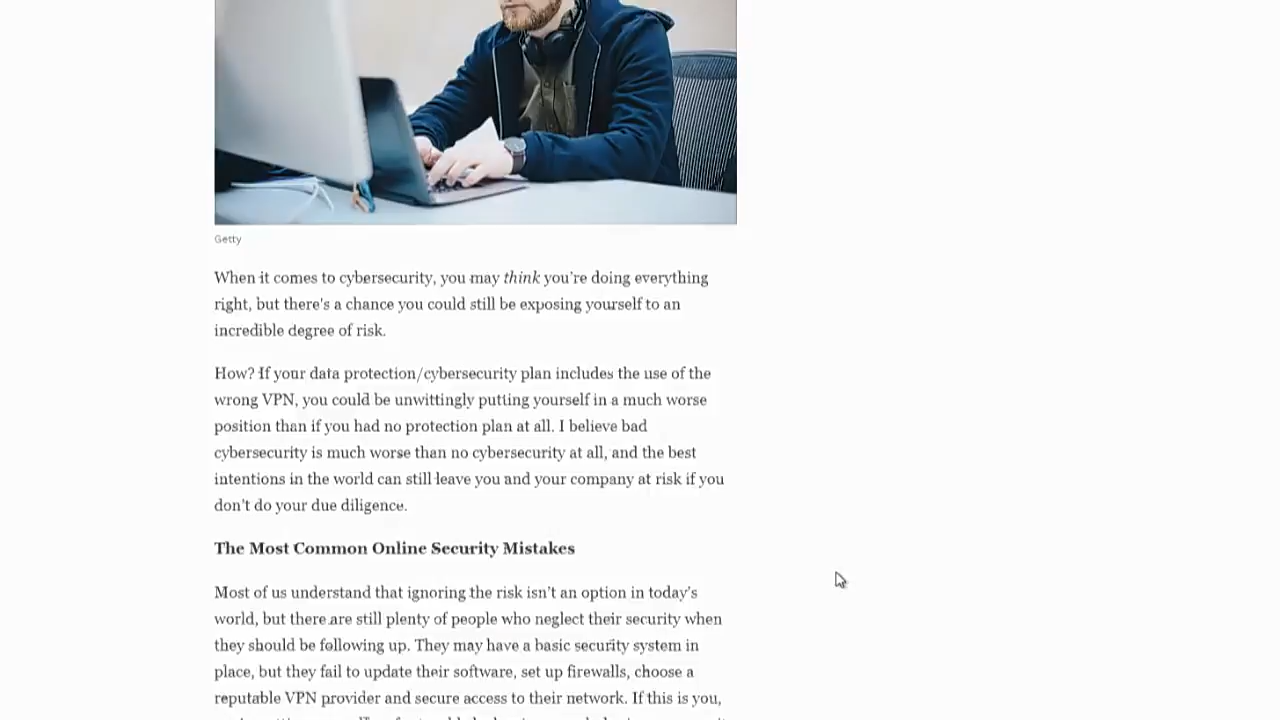 Getty
When it comes to cybersecurity, you may think you're doing everything
right, but there's a chance you could still be exposing yourself to an
incredible degree of risk.
How? If your data protection/cybersecurity plan includes the use of the
wrong VPN, you could be unwittingly putting yourself in a much worse
position than if you had no protection plan at all. I believe bad
cybersecurity is much worse than no cybersecurity at all, and the best
intentions in the world can still leave you and your company at risk if you
don't do your due diligence.
The Most Common Online Security Mistakes
Most of us understand that ignoring the risk isn't an option in today's
world, but there are still plenty of people who neglect their security when
they should be following up. They may have a basic security system in
place, but they fail to update their software, set up firewalls, choose a
reputable VPN provider and secure access to their network. If this is you,